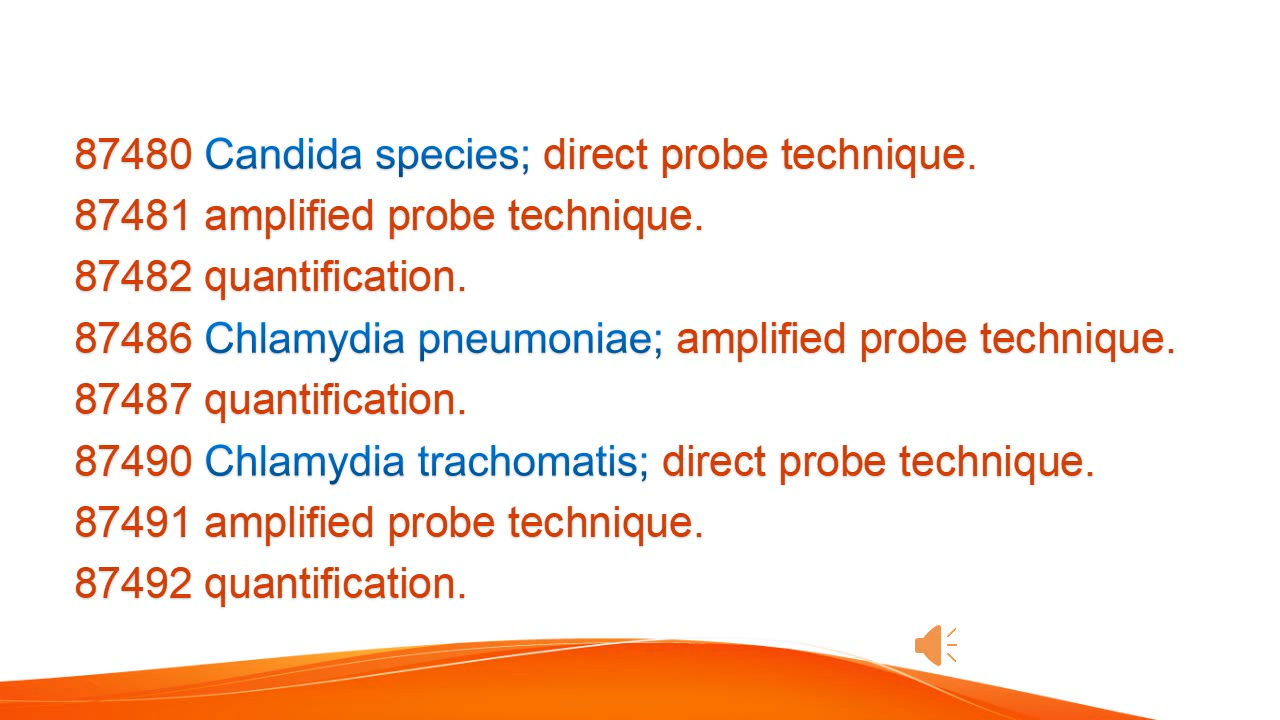 87480 Candida species; direct probe technique.
87481 amplified probe technique.
87482 quantification.
87486 Chlamydia pneumoniae; amplified probe technique.
87487 quantification.
87490 Chlamydia trachomatis; direct probe technique.
87491 amplified probe technique.
87492 quantification.